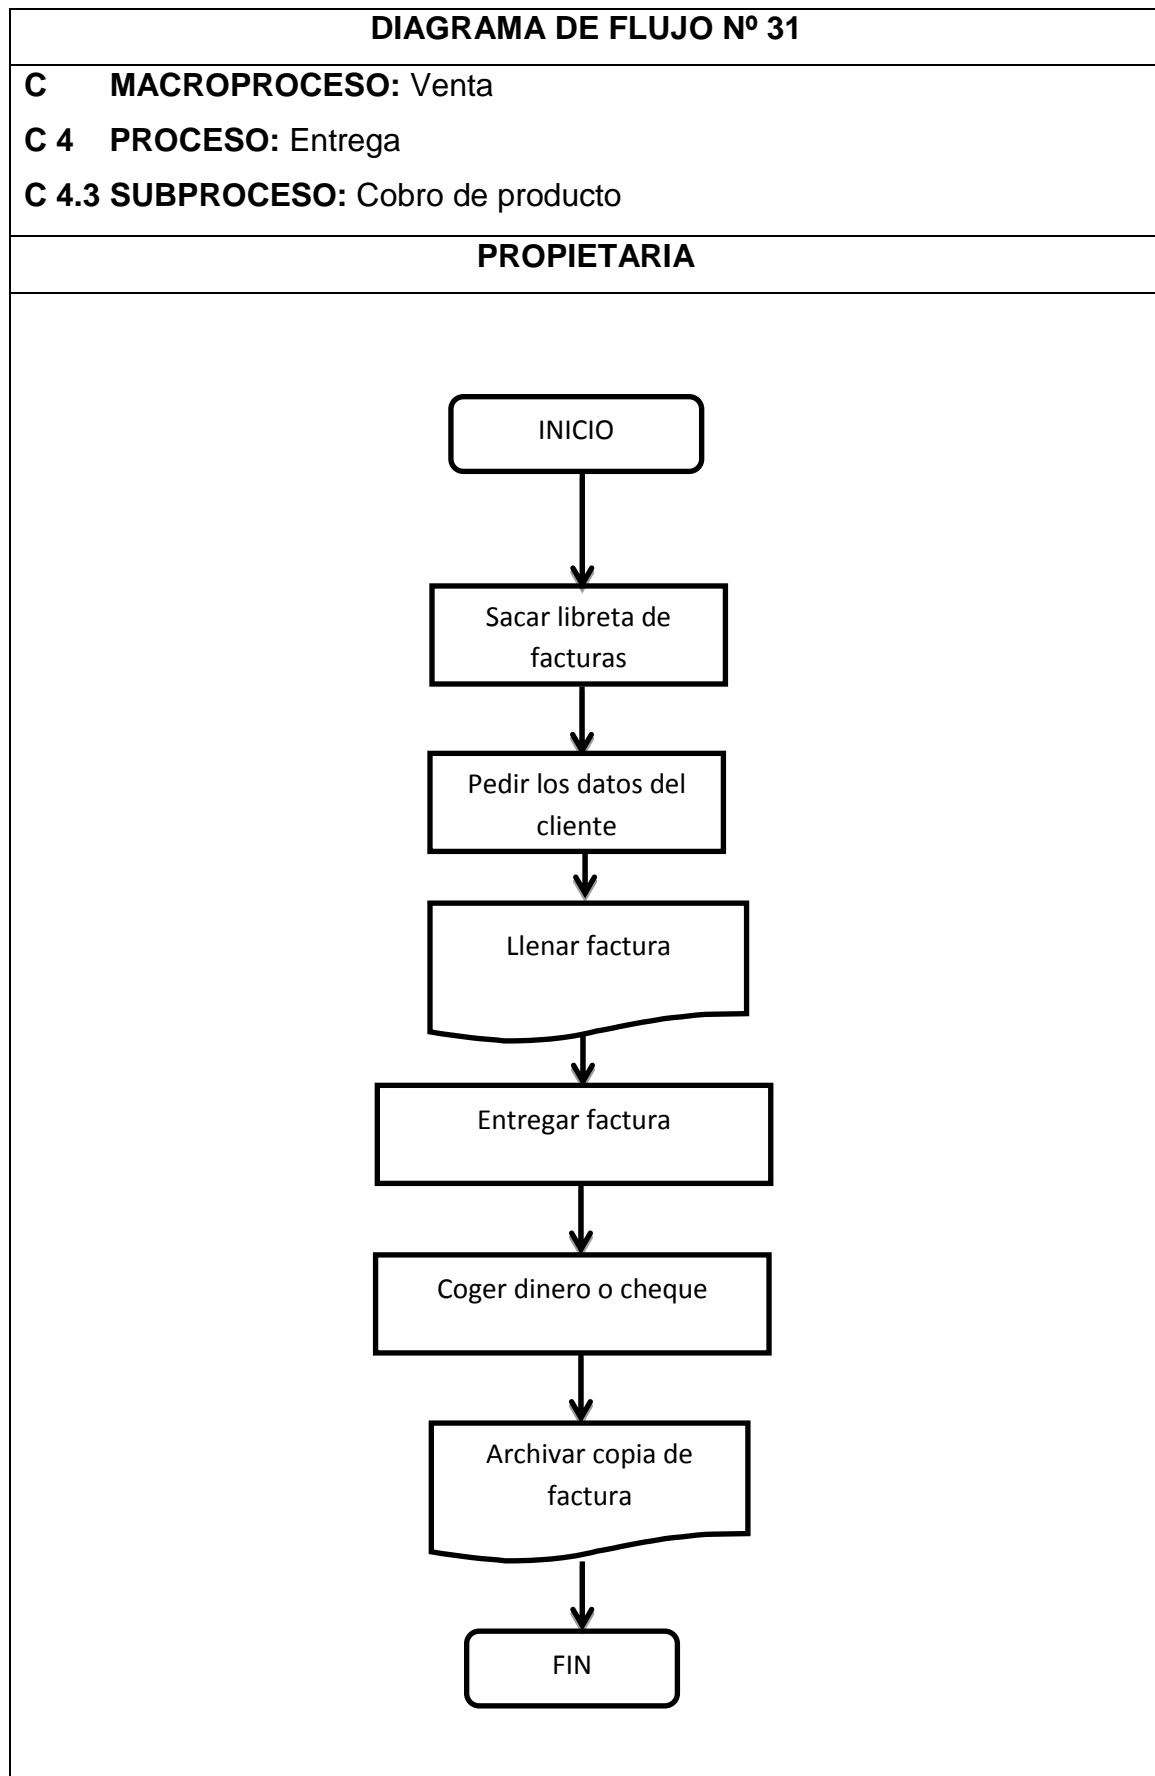 DIAGRAMA DE FLUJO Nº 31
C MACROPROCESO: Venta
C 4 PROCESO: Entrega
C 4.3 SUBPROCESO: Cobro de producto
PROPIETARIA
INICIO
Sacar libreta de
facturas
Pedir los datos del
cliente
Llenar factura
Entregar factura
Coger dinero o cheque
Archivar copia de
factura
FIN